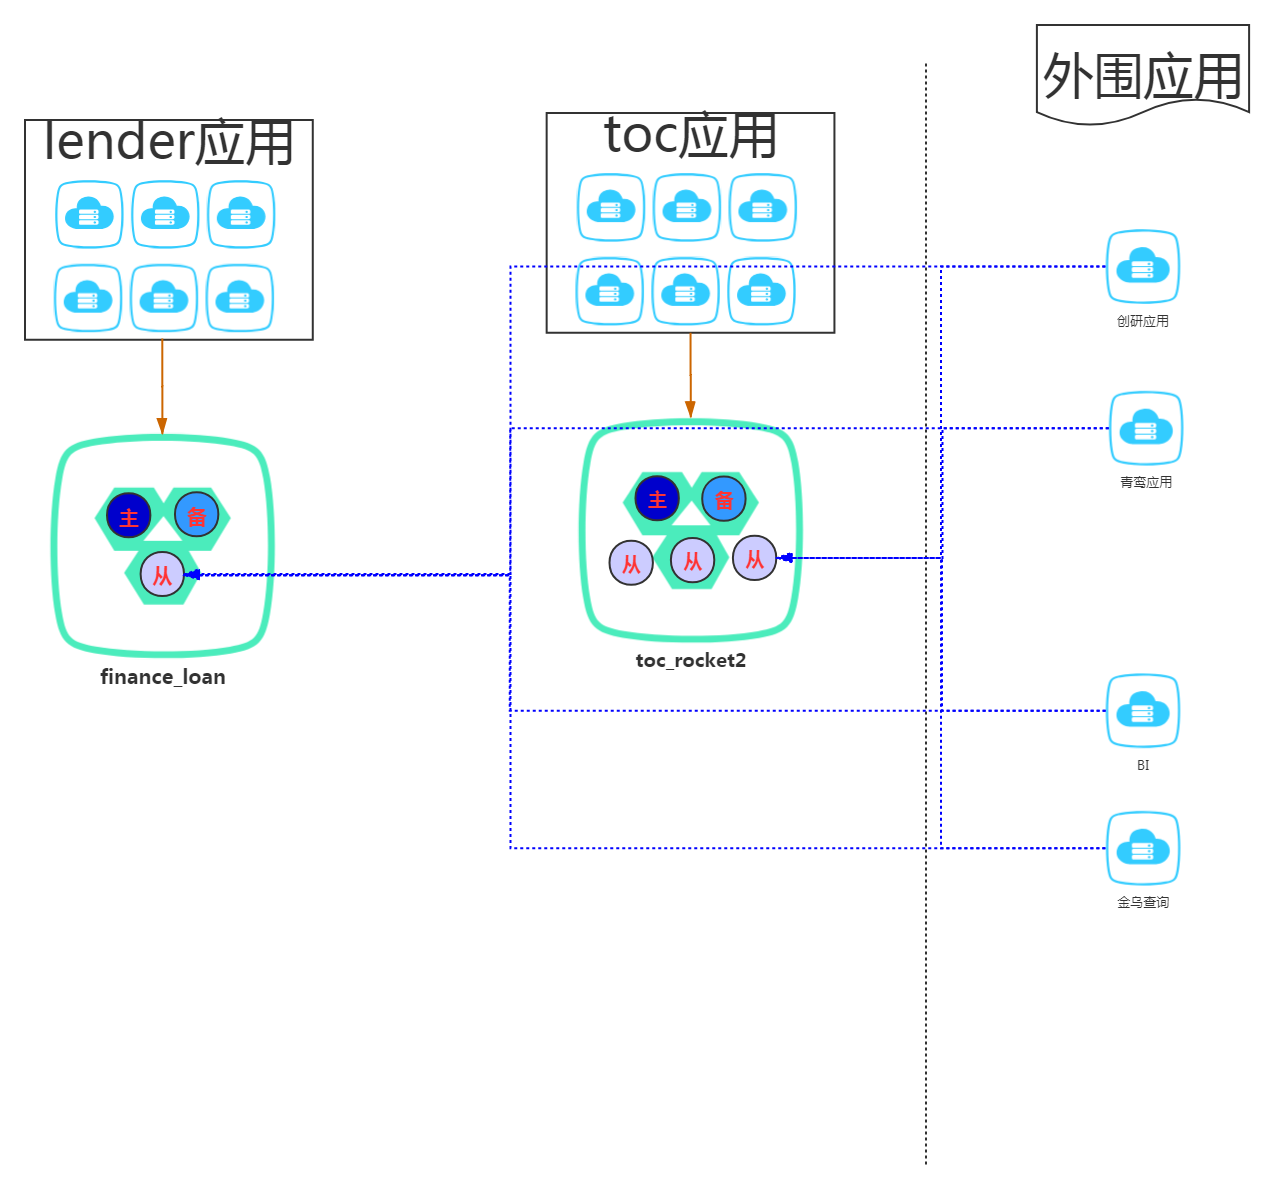 外围应用
lender应用
toc应用
创研应用
青鸾应用
主
备
从
finance_loan
主
备
从
从
从
toc_rocket2
BI
金乌查询